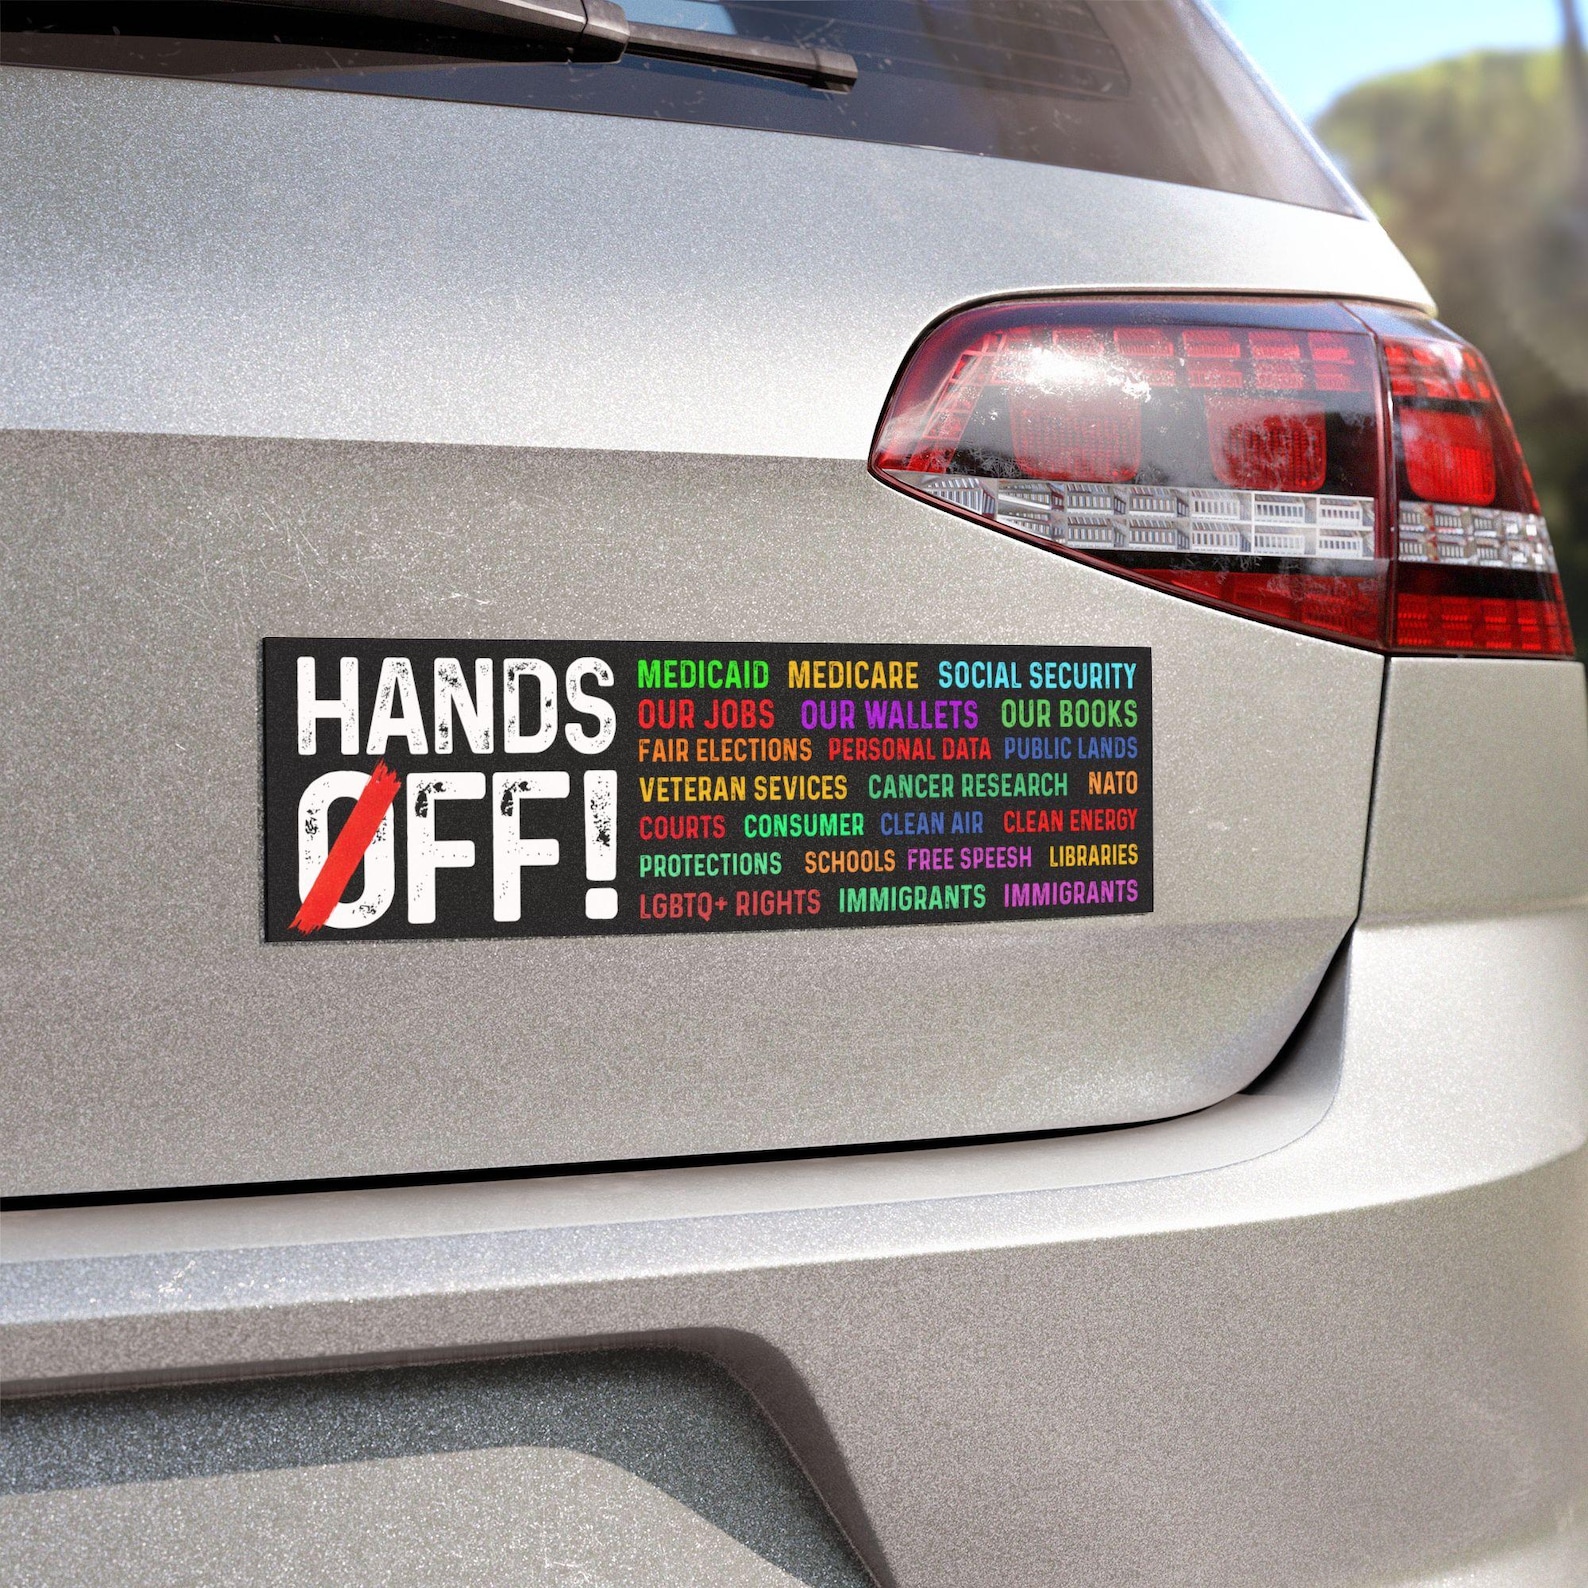 HANDS
OFF!
MEDICAID MEDICARE SOCIAL SECURITY
OUR JOBS OUR WALLETS OUR BOOKS
FAIR ELECTIONS PERSONAL DATA PUBLIC LANDS
VETERAN SEVICES CANCER RESEARCH NATO
COURTS CONSUMER CLEAN AIR CLEAN ENERGY
PROTECTIONS SCHOOLS FREE SPEESH LIBRARIES
LGBTQ+ RIGHTS IMMIGRANTS IMMIGRANTS